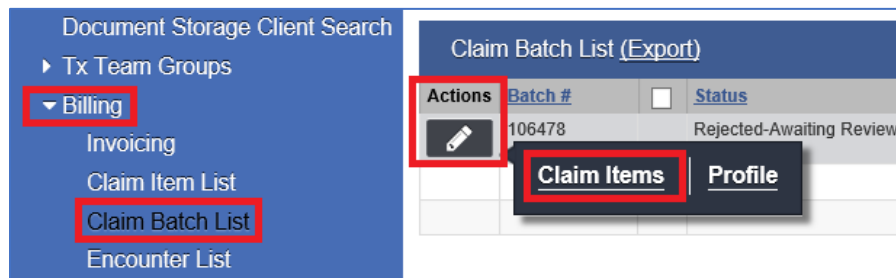 Document Storage Client Search
Tx Team Groups
Billing
Invoicing
Claim Item List
Claim Batch List
Encounter List
Claim Batch List (Export)
Actions Batch # Status
106478 Rejected-Awaiting Review
Claim Items Profile